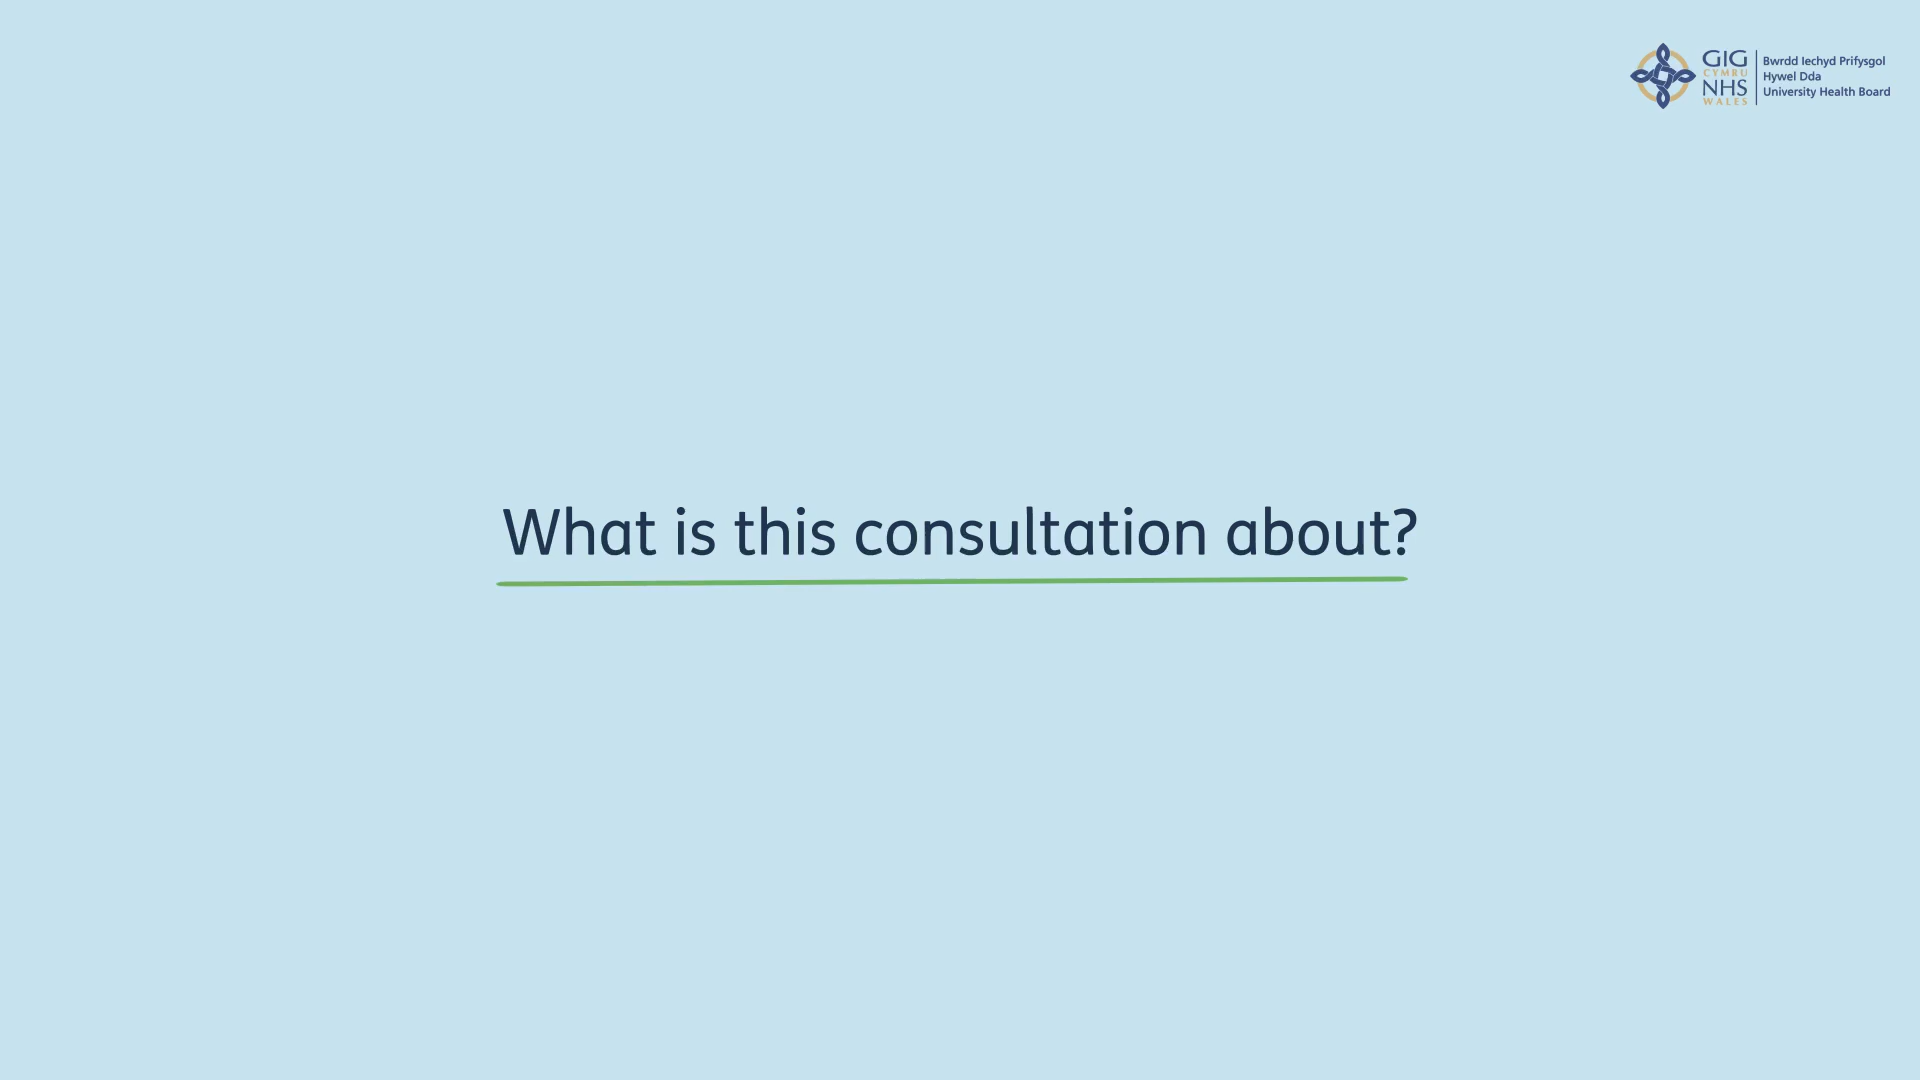 GIG
CYMRU
NHS
WALES
Bwrdd Iechyd Prifysgol
Hywel Dda
University Health Board
What is this consultation about?